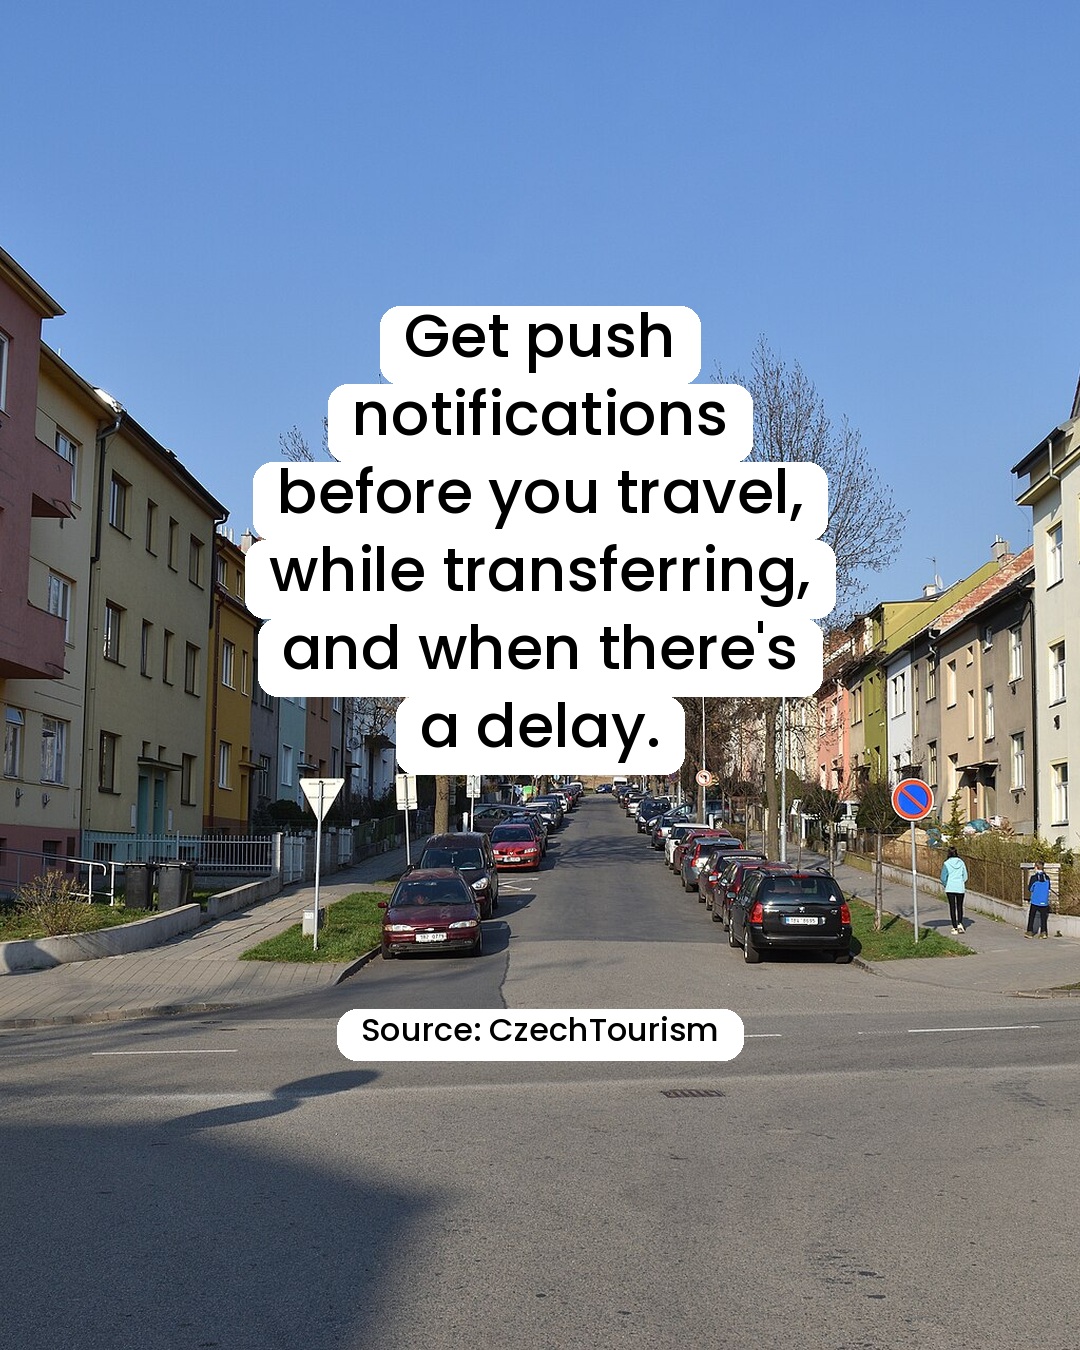 Get push
notifications
before you travel,
while transferring,
and when there's
a delay.
Source: CzechTourism